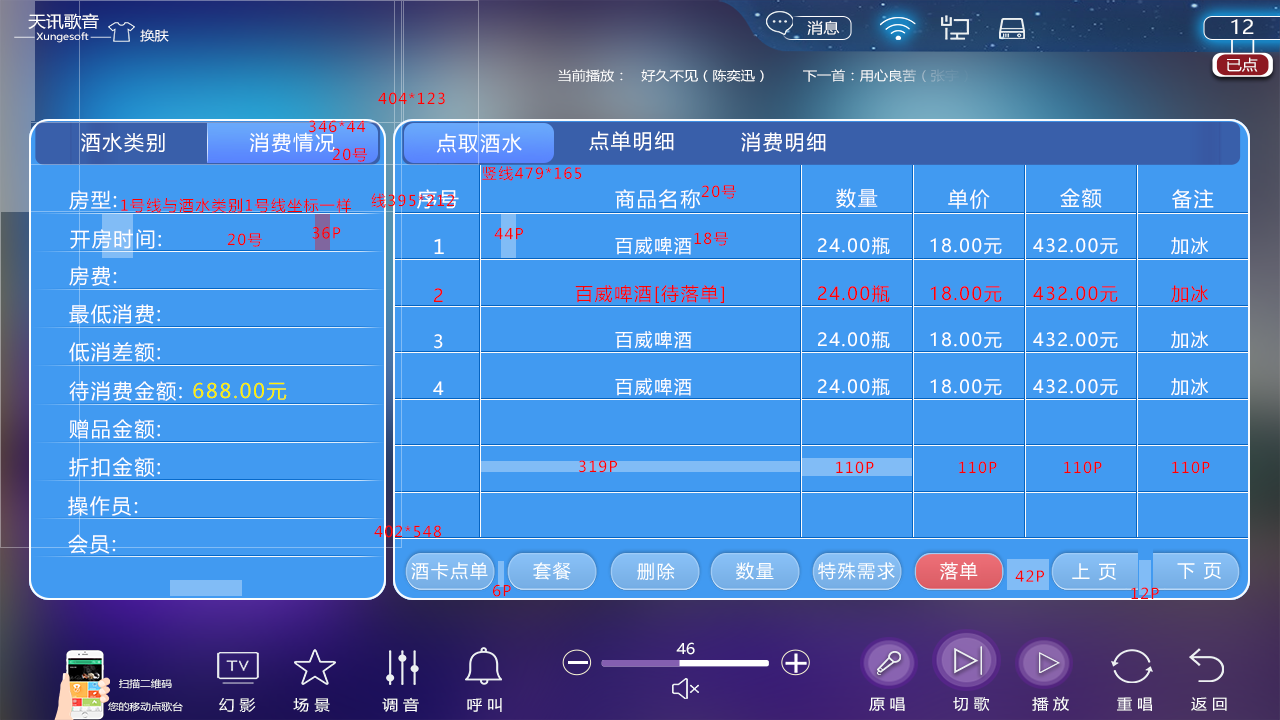 天讯歌音
Xungesoft
换肤
消息
12
已点
当前播放： 好久不见（陈奕迅） 下一首：用心良苦（张宇
404*123
酒水类别 消费情况
346*44
20号
点取酒水 点单明细 消费明细
竖线479*165
房型:
1号线与酒水类别1号线坐标一样
线395*212
开房时间:
20号
36P
房费:
最低消费:
低消差额:
待消费金额: 688.00元
赠品金额:
折扣金额:
操作员:
会员:
402*548
序号 商品名称 数量 单价 金额 备注
20号
44P
18号
1 百威啤酒 24.00瓶 18.00元 432.00元 加冰
2 百威啤酒[待落单] 24.00瓶 18.00元 432.00元 加冰
3 百威啤酒 24.00瓶 18.00元 432.00元 加冰
4 百威啤酒 24.00瓶 18.00元 432.00元 加冰
319P 110P 110P 110P 110P
酒卡点单 套餐 删除 数量 特殊需求 落单 42P 上页 下页
6P
12P
扫描二维码
您的移动点歌台
TV
幻影 场景 调音 呼叫
46
原唱 切歌 播放 重唱 返回